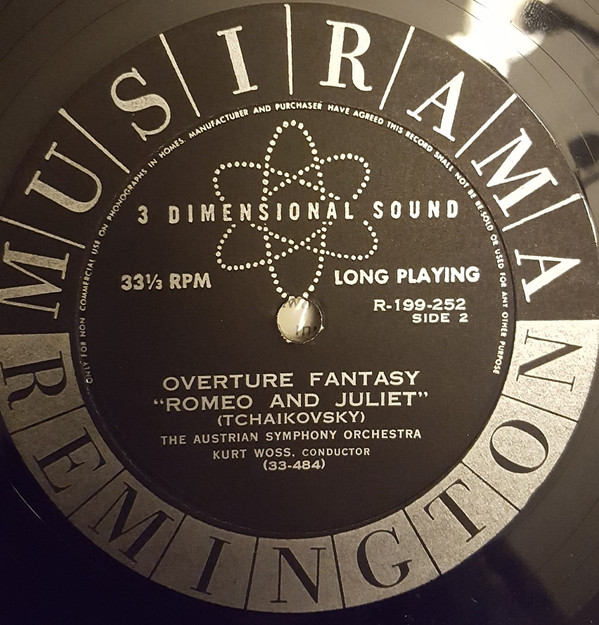 MUSIRAMA
ONLY FOR NON COMMERCIAL USE ON PHONOGRAPHS IN HOMES. MANUFACTURER AND PURCHASER HAVE AGREED THIS RECORD SHALL NOT BE RE-SOLD OR USED FOR ANY OTHER PURPOSE
3 DIMENSIONAL SOUND
33⅓ RPM
LONG PLAYING
R-199-252
SIDE 2
OVERTURE FANTASY
“ROMEO AND JULIET”
(TCHAIKOVSKY)
THE AUSTRIAN SYMPHONY ORCHESTRA
KURT WOSS, CONDUCTOR
(33-484)
REMINGTON